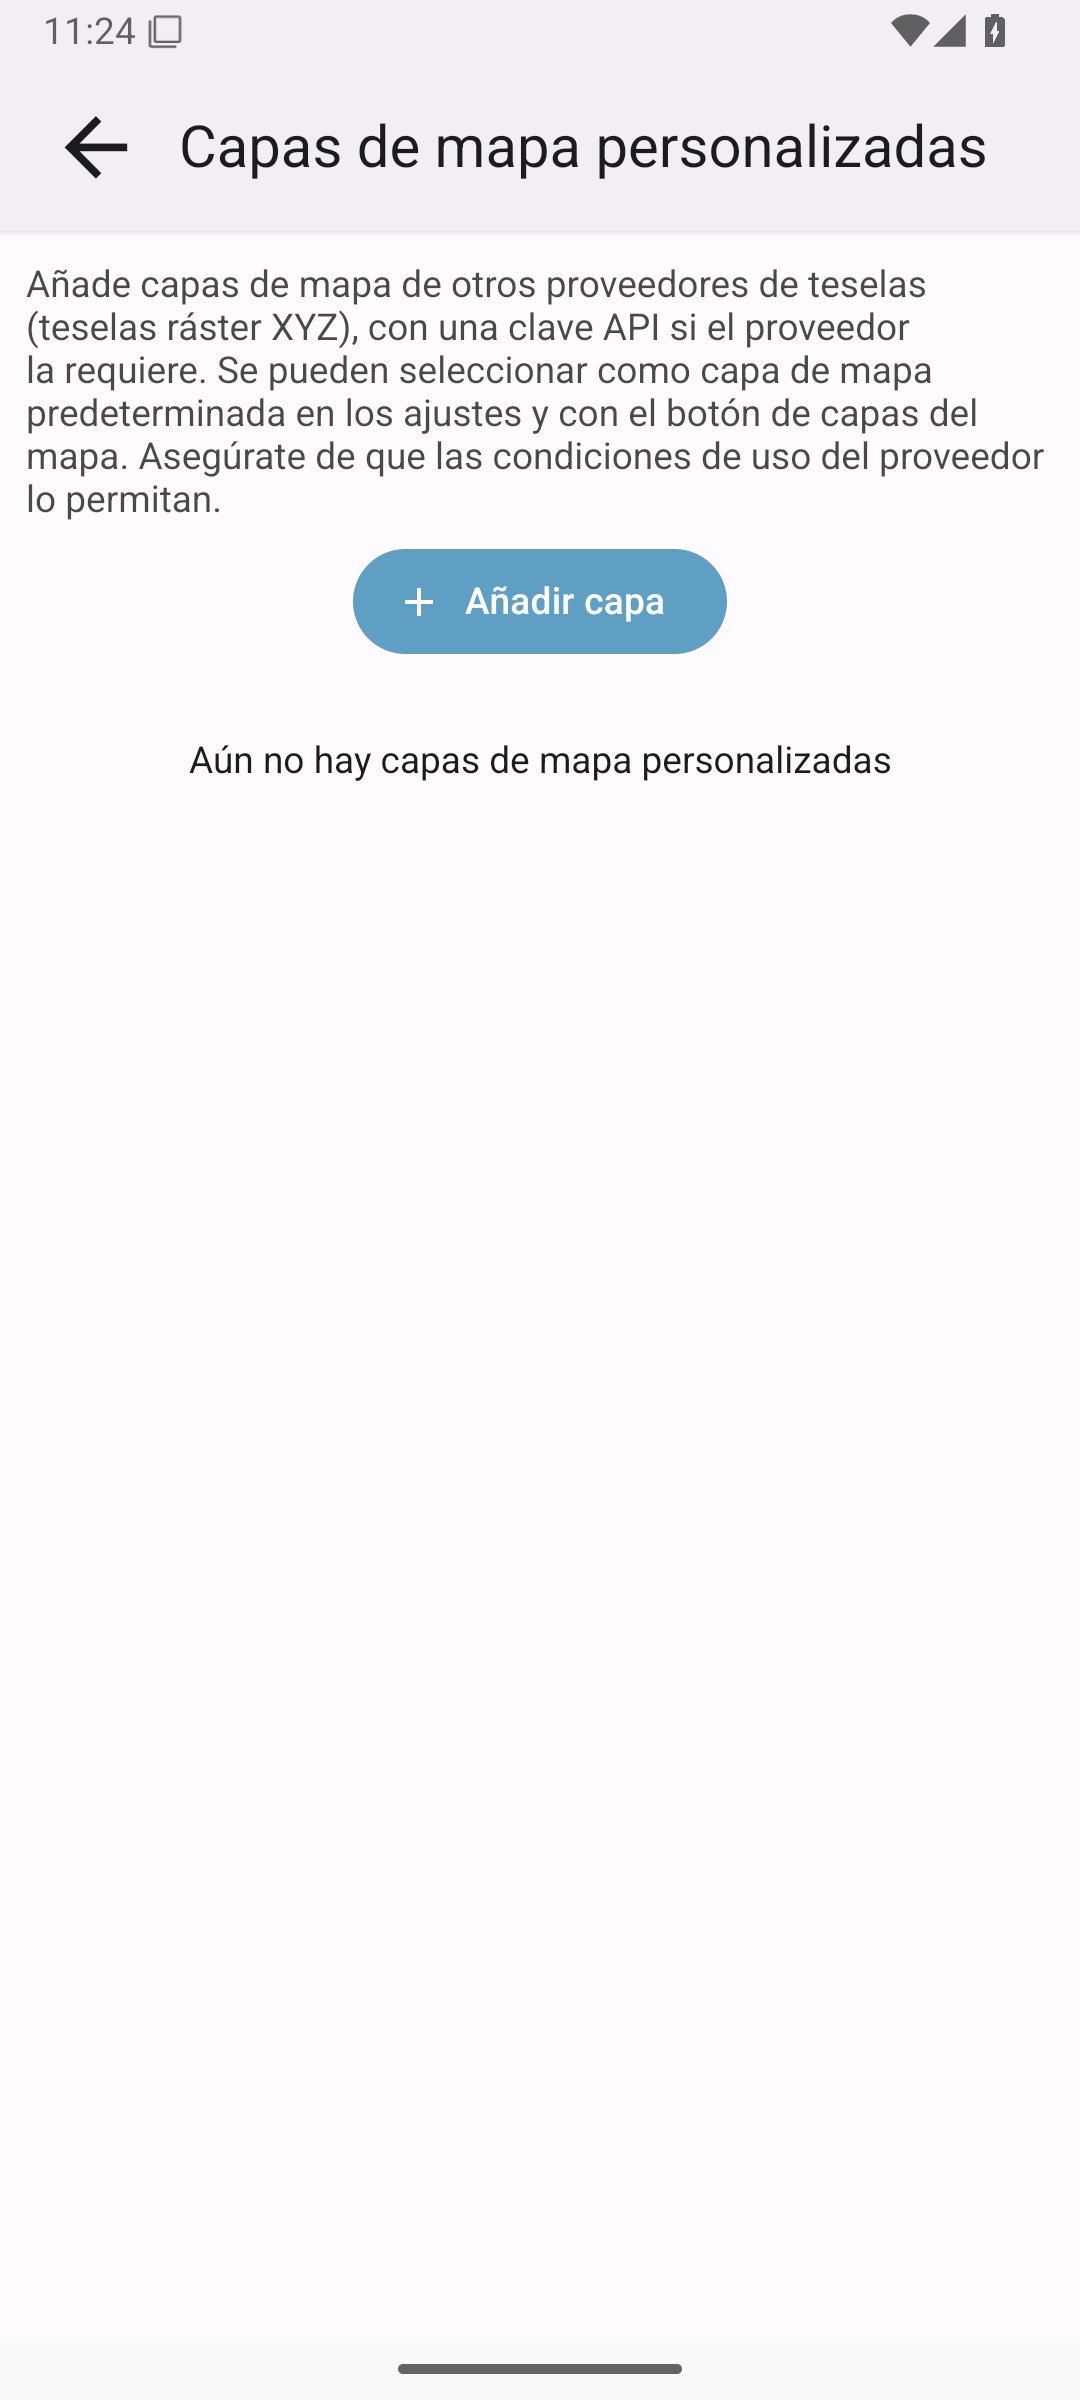 11:24
Capas de mapa personalizadas
Añade capas de mapa de otros proveedores de teselas
(teselas ráster XYZ), con una clave API si el proveedor
la requiere. Se pueden seleccionar como capa de mapa
predeterminada en los ajustes y con el botón de capas del
mapa. Asegúrate de que las condiciones de uso del proveedor
lo permitan.
Añadir capa
Aún no hay capas de mapa personalizadas